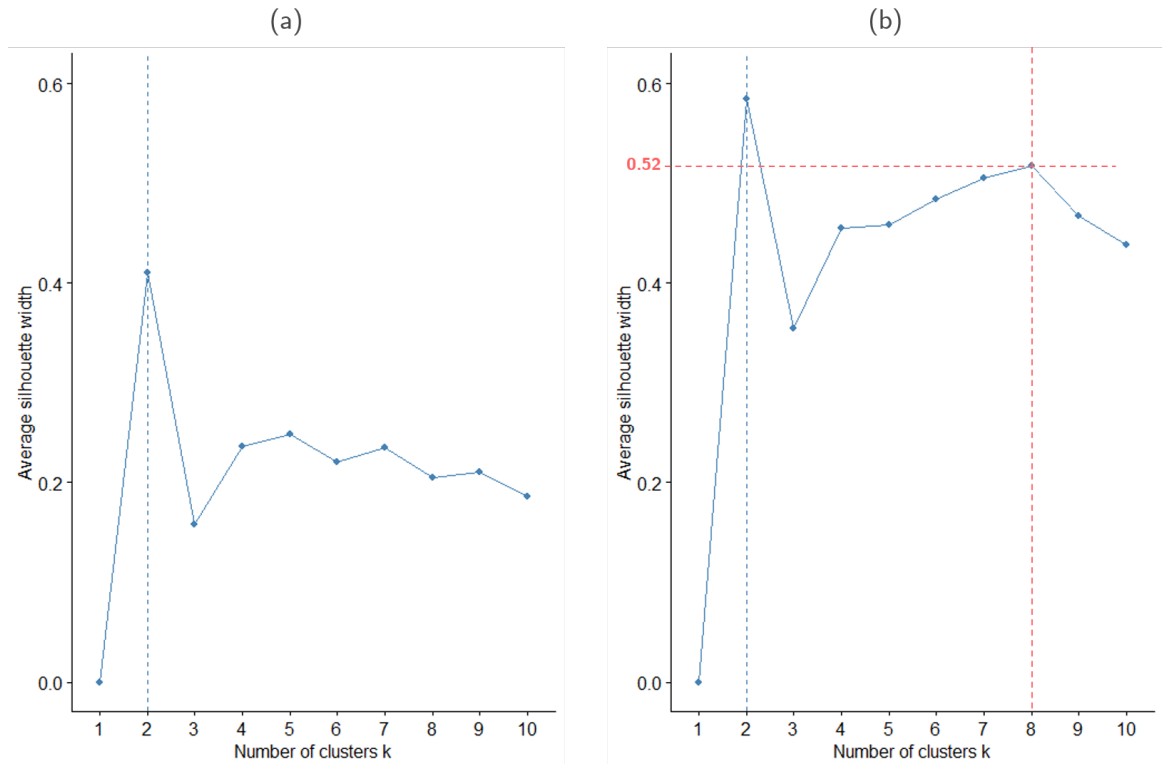 (a)
0.6
0.4
0.2
0.0
Average silhouette width
1 2 3 4 5 6 7 8 9 10
Number of clusters k
(b)
0.6
0.52
0.4
0.2
0.0
Average silhouette width
1 2 3 4 5 6 7 8 9 10
Number of clusters k